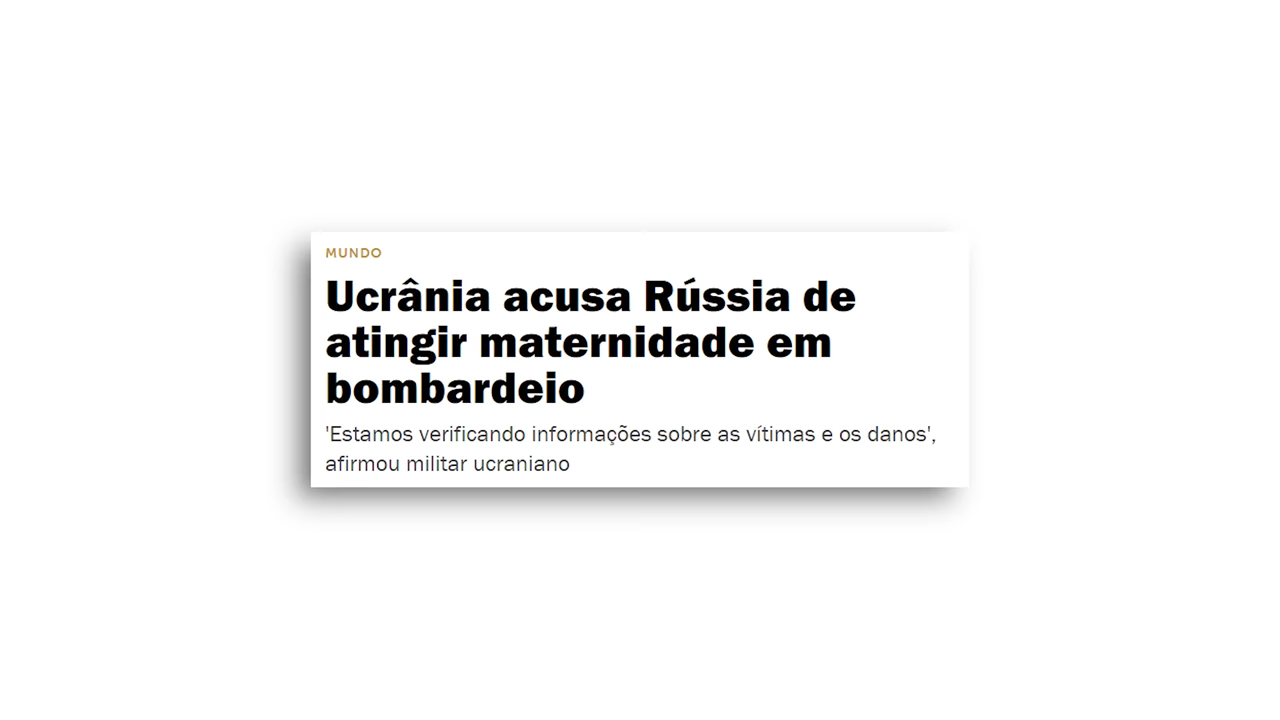 MUNDO
Ucrânia acusa Rússia de
atingir maternidade em
bombardeio
'Estamos verificando informações sobre as vítimas e os danos',
afirmou militar ucraniano